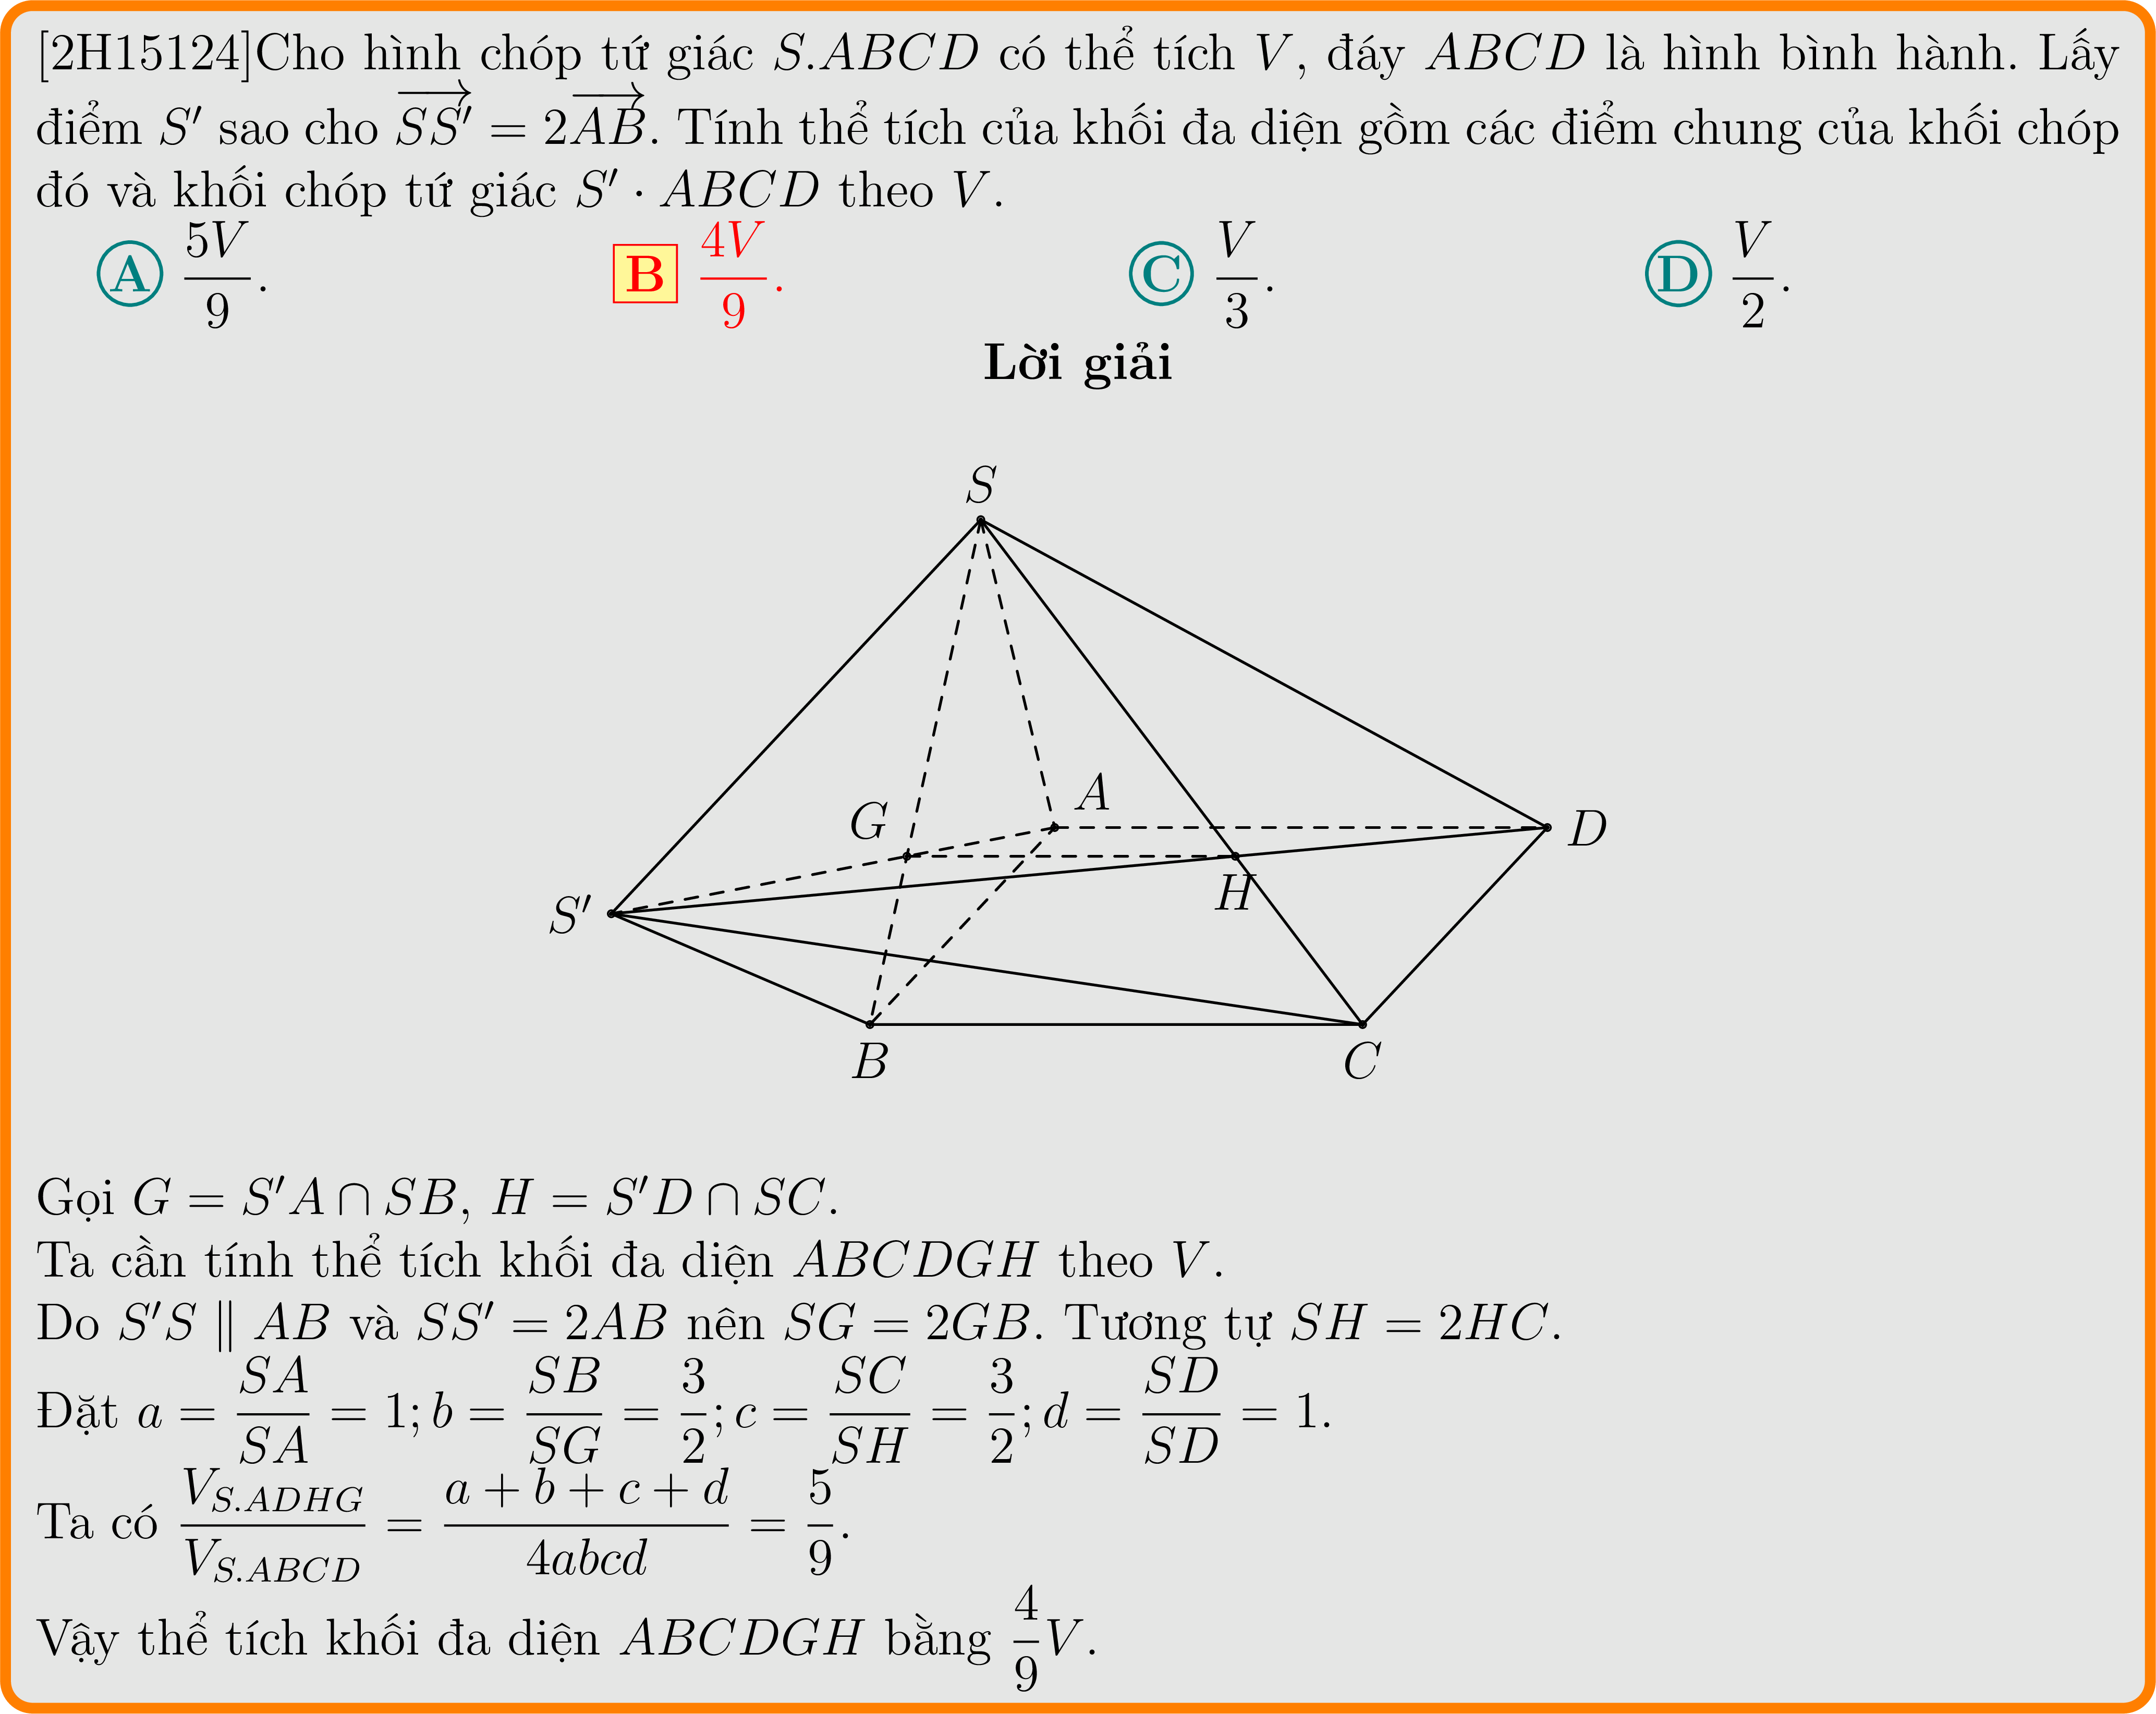 [2H15124]Cho hình chóp tứ giác S.ABCD có thể tích V, đáy ABCD là hình bình hành. Lấy
điểm S′ sao cho $\overrightarrow{SS'} = 2\overrightarrow{AB}$. Tính thể tích của khối đa diện gồm các điểm chung của khối chóp
đó và khối chóp tứ giác S′ · ABCD theo V.
A $\frac{5V}{9}$. B $\frac{4V}{9}$. C $\frac{V}{3}$. D $\frac{V}{2}$.
Lời giải
S
A
G
D
H
S′
B C
Gọi G = S′A ∩ SB, H = S′D ∩ SC.
Ta cần tính thể tích khối đa diện ABCDGH theo V.
Do S′S ∥ AB và SS′ = 2AB nên SG = 2GB. Tương tự SH = 2HC.
Đặt $a = \frac{SA}{SA} = 1; b = \frac{SB}{SG} = \frac{3}{2}; c = \frac{SC}{SH} = \frac{3}{2}; d = \frac{SD}{SD} = 1.$
Ta có $\frac{V_{S.ADHG}}{V_{S.ABCD}} = \frac{a + b + c + d}{4abcd} = \frac{5}{9}.$
Vậy thể tích khối đa diện ABCDGH bằng $\frac{4}{9}V$.